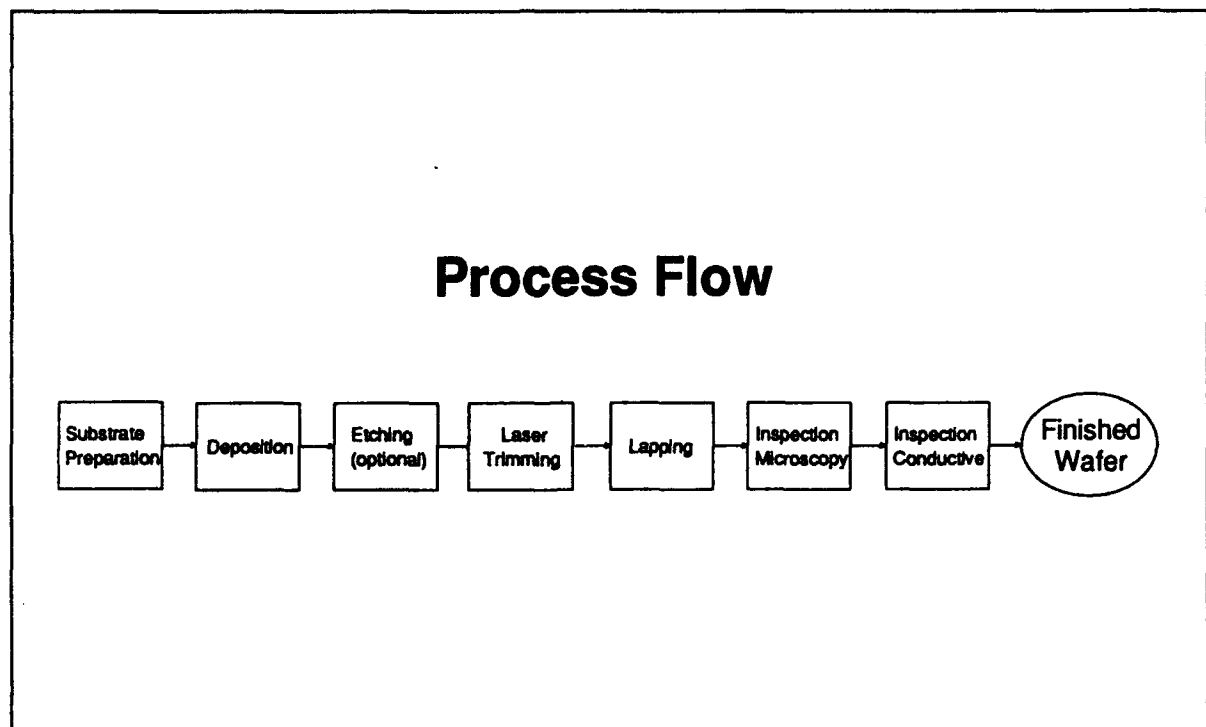 Process Flow
Substrate
Preparation
Deposition
Etching
(optional)
Laser
Trimming
Lapping
Inspection
Microscopy
Inspection
Conductive
Finished
Wafer